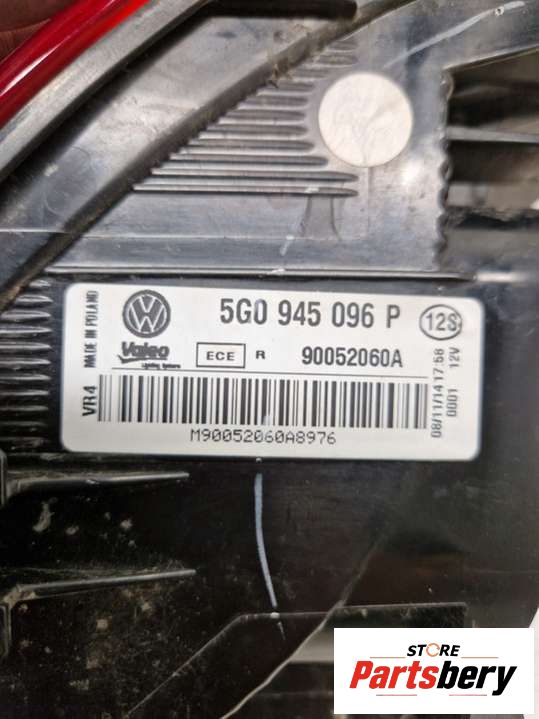 5G0 945 096 P 12S
Valeo ECE R 90052060A
Lighting Systems
M90052060A8976
MADE IN POLAND
VR4
08/11/14 17:58
0001 12V
STORE
Partsbery